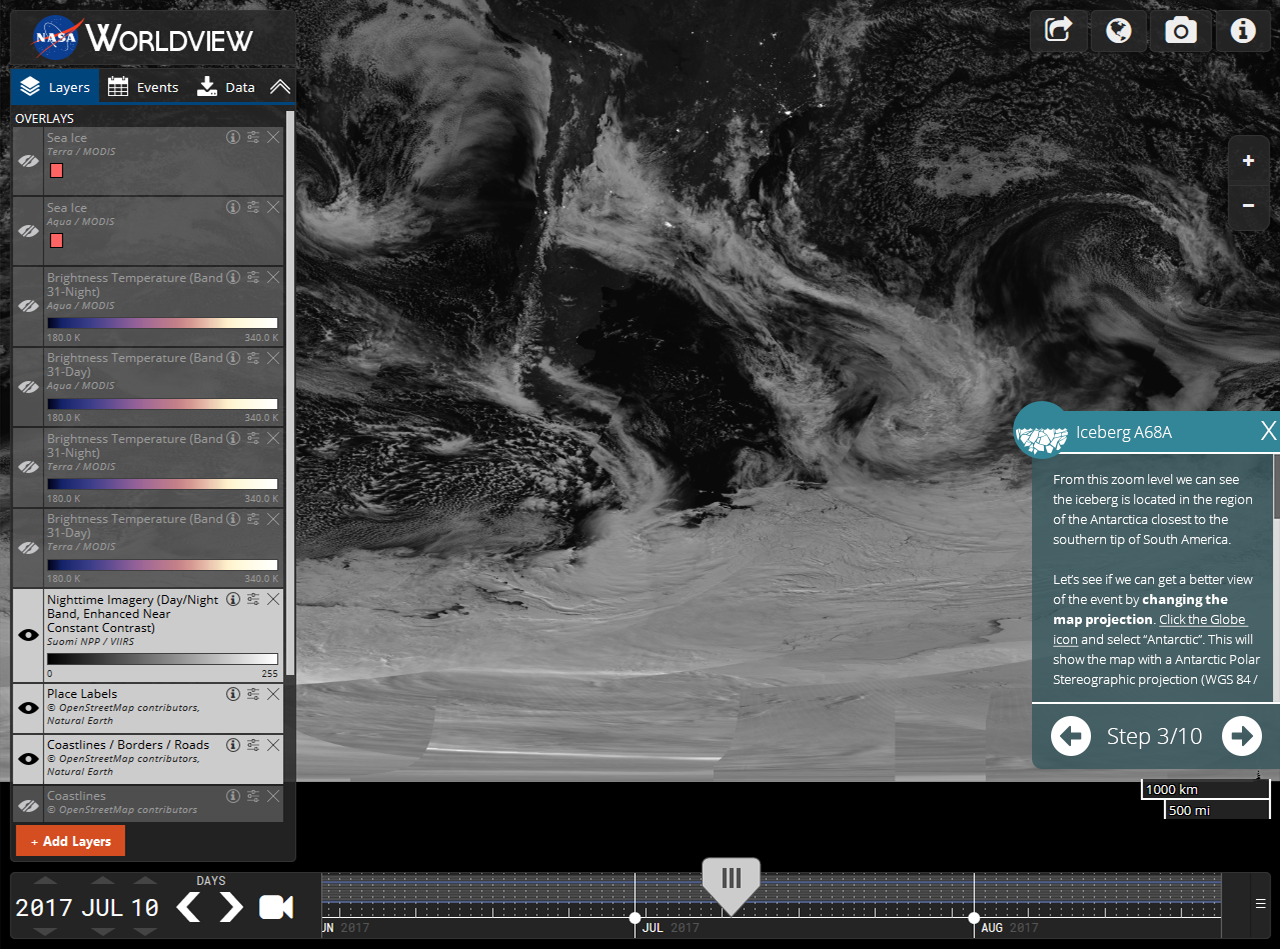 NASA WORLDVIEW
Layers
Events
Data
OVERLAYS
Sea Ice
Terra / MODIS
Sea Ice
Aqua / MODIS
Brightness Temperature (Band
31-Night)
Aqua / MODIS
180.0 K 340.0 K
Brightness Temperature (Band
31-Day)
Aqua / MODIS
180.0 K 340.0 K
Brightness Temperature (Band
31-Night)
Terra / MODIS
180.0 K 340.0 K
Brightness Temperature (Band
31-Day)
Terra / MODIS
180.0 K 340.0 K
Nighttime Imagery (Day/Night
Band, Enhanced Near
Constant Contrast)
Suomi NPP / VIIRS
0 255
Place Labels
© OpenStreetMap contributors,
Natural Earth
Coastlines / Borders / Roads
© OpenStreetMap contributors,
Natural Earth
Coastlines
© OpenStreetMap contributors
+ Add Layers
+
−
Iceberg A68A X
From this zoom level we can see
the iceberg is located in the region
of the Antarctica closest to the
southern tip of South America.
Let's see if we can get a better view
of the event by changing the
map projection. Click the Globe
icon and select “Antarctic”. This will
show the map with a Antarctic Polar
Stereographic projection (WGS 84 /
Step 3/10
1000 km
500 mi
DAYS
2017 JUL 10
UN 2017
JUL 2017
AUG 2017